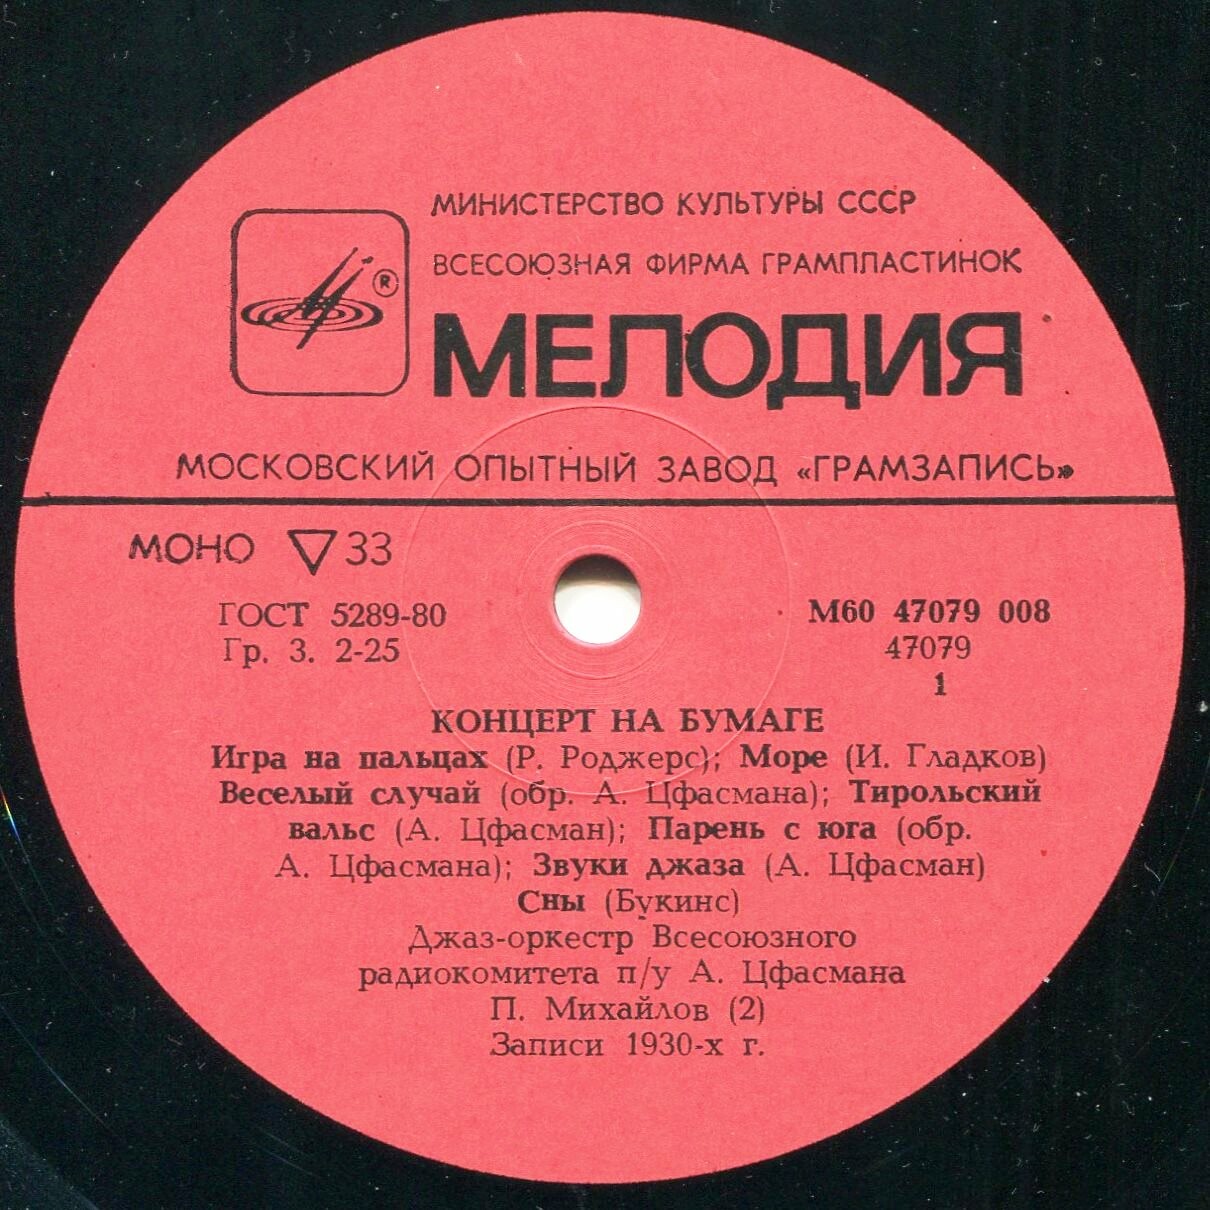 МИНИСТЕРСТВО КУЛЬТУРЫ СССР
ВСЕСОЮЗНАЯ ФИРМА ГРАМПЛАСТИНОК
®
МЕЛОДИЯ
МОСКОВСКИЙ ОПЫТНЫЙ ЗАВОД «ГРАМЗАПИСЬ»
МОНО ▽ 33
ГОСТ 5289-80
Гр. 3. 2-25
М60 47079 008
47079
1
КОНЦЕРТ НА БУМАГЕ
Игра на пальцах (Р. Роджерс); Море (И. Гладков)
Веселый случай (обр. А. Цфасмана); Тирольский
вальс (А. Цфасман); Парень с юга (обр.
А. Цфасмана); Звуки джаза (А. Цфасман)
Сны (Букинс)
Джаз-оркестр Всесоюзного
радиокомитета п/у А. Цфасмана
П. Михайлов (2)
Записи 1930-х г.